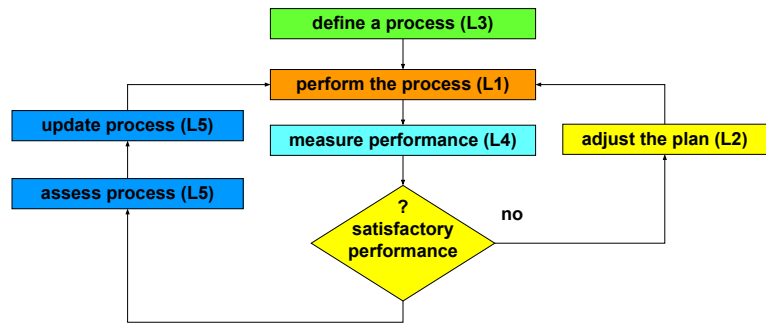 define a process (L3)
perform the process (L1)
update process (L5)
measure performance (L4)
adjust the plan (L2)
assess process (L5)
?
satisfactory
performance
no